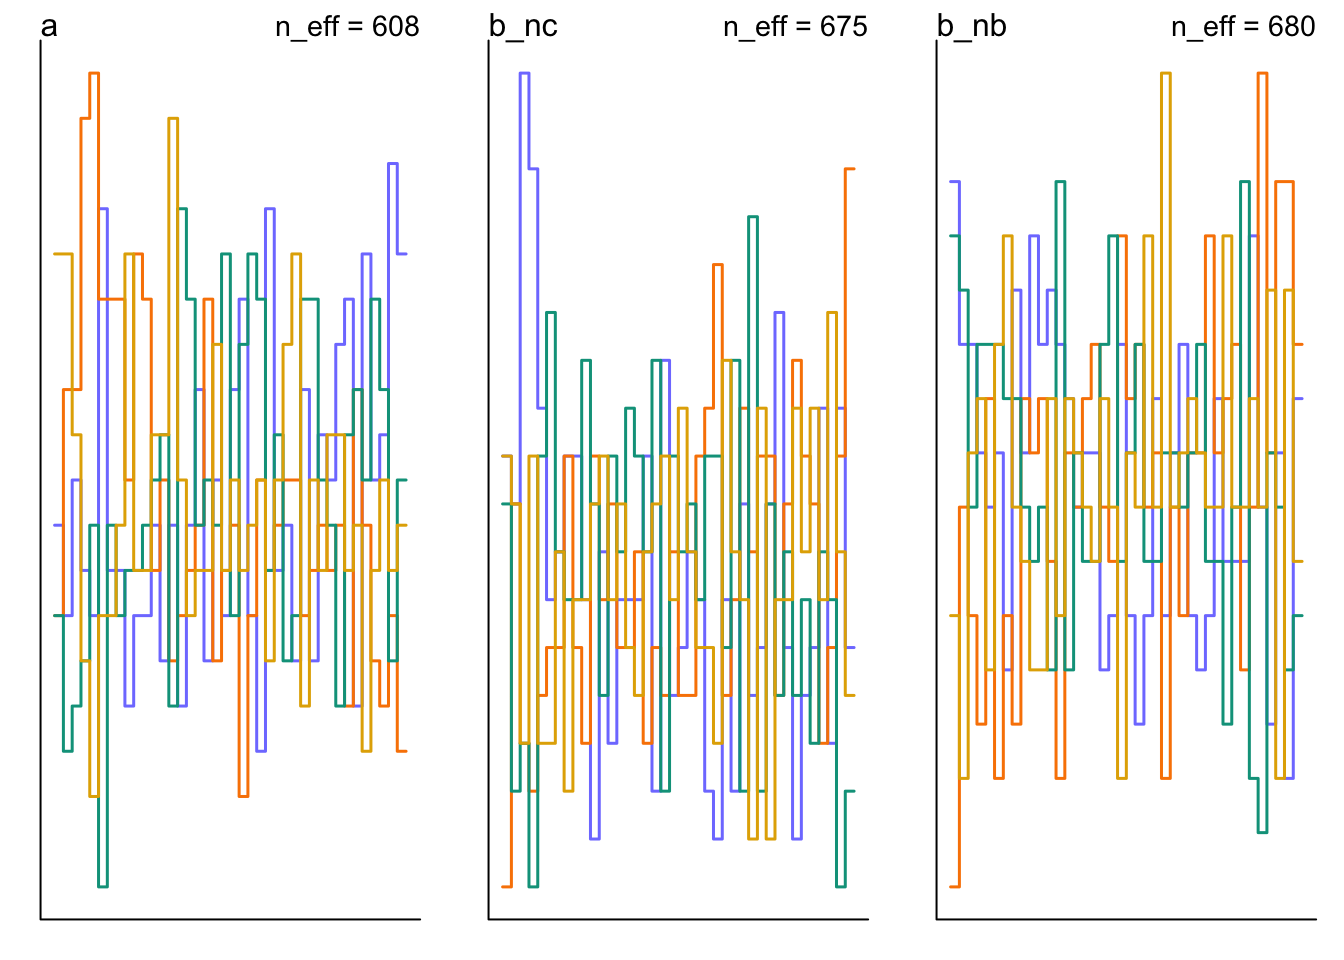 a n_eff = 608
b_nc n_eff = 675
b_nb n_eff = 680